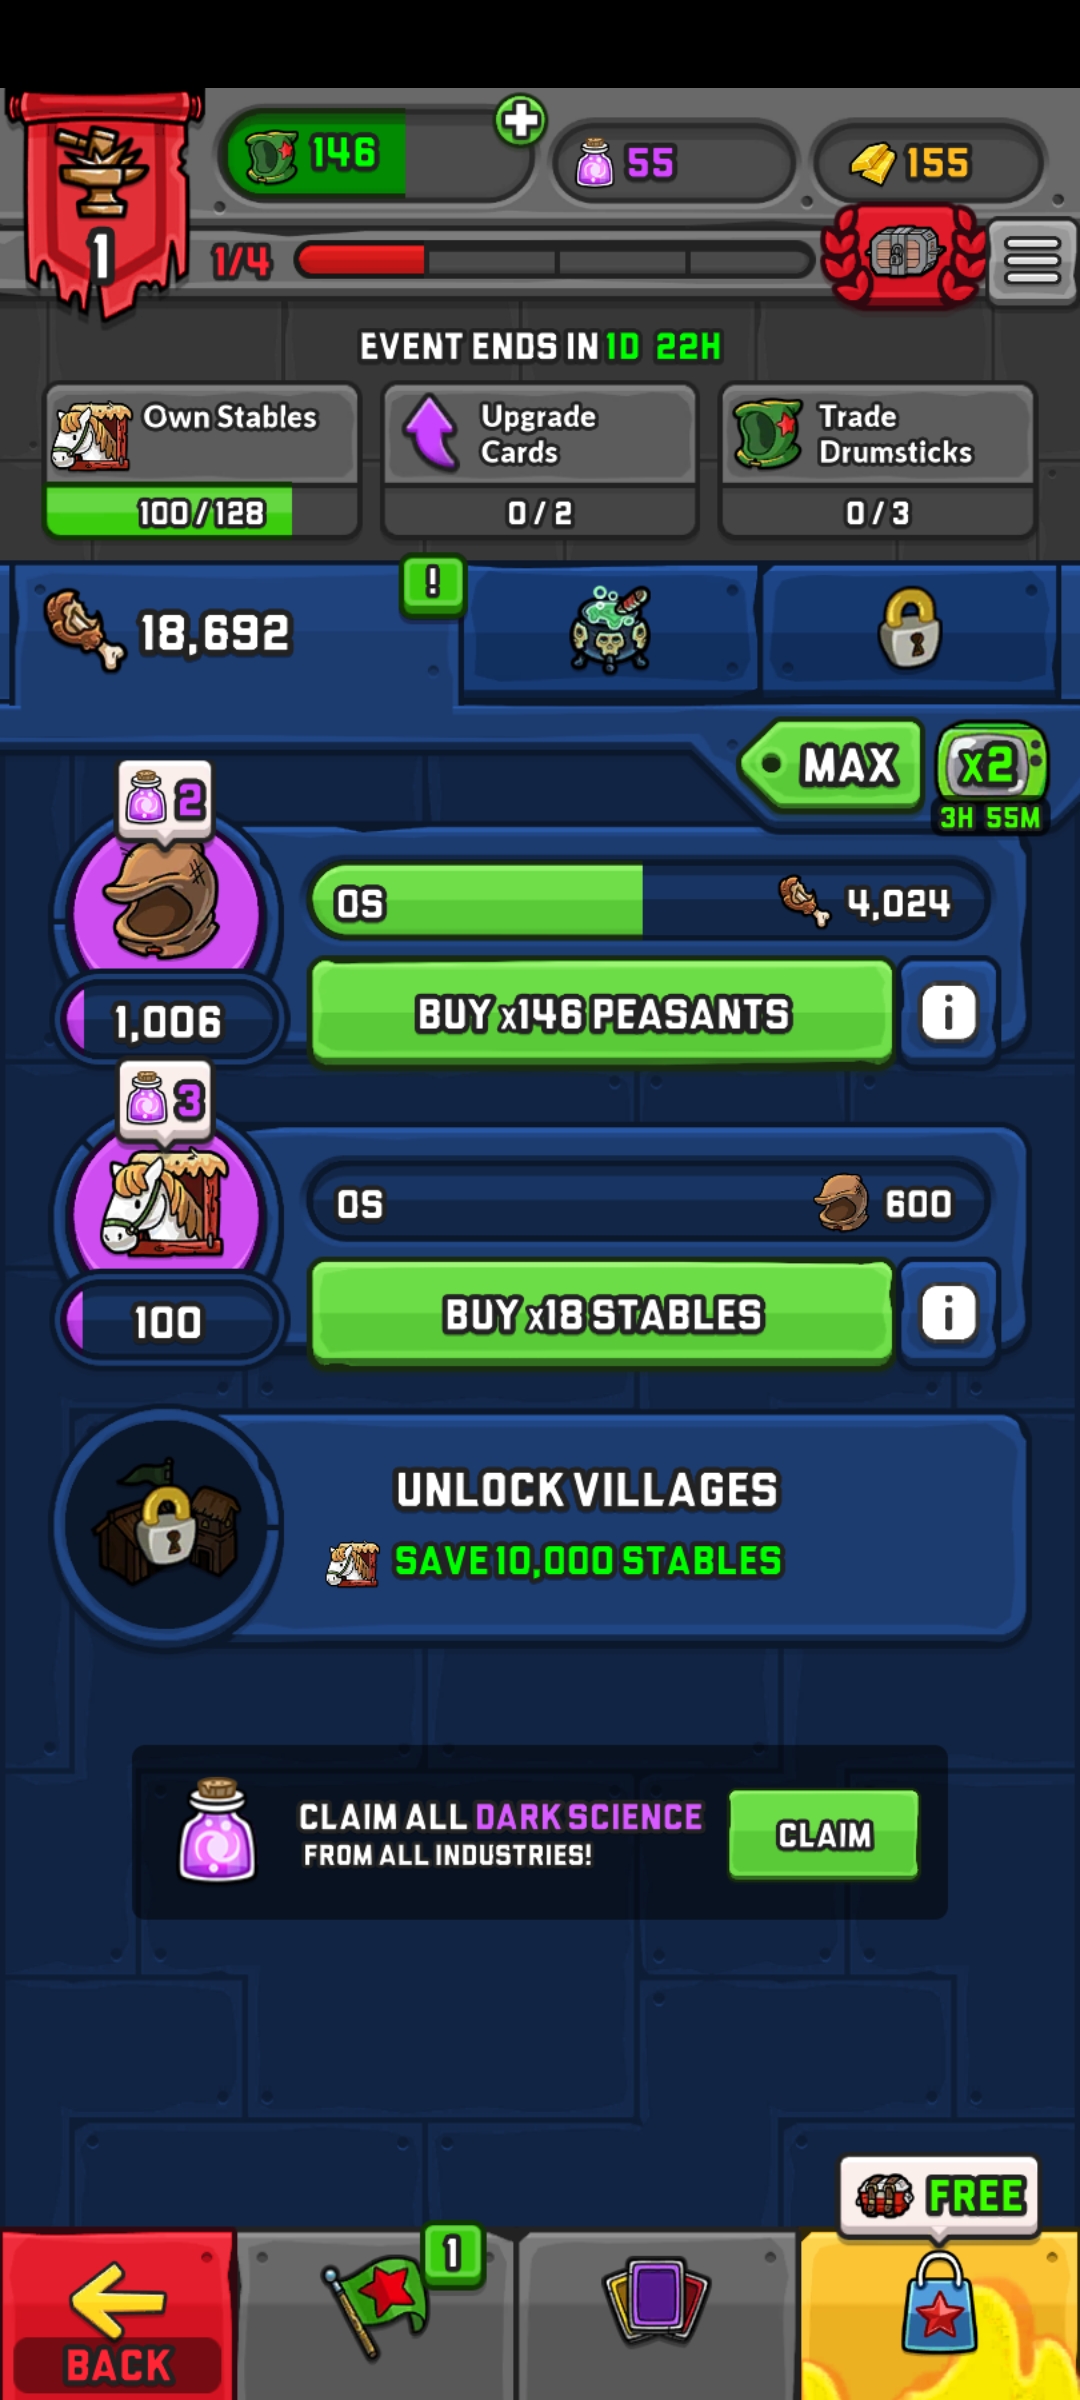 146
55
155
1
1/4
EVENT ENDS IN 1D 22H
Own Stables
100/128
Upgrade
Cards
0/2
Trade
Drumsticks
0/3
18,692
!
MAX
x2
3H 55M
2
0S
4,024
1,006
BUY x146 PEASANTS
i
3
0S
600
100
BUY x18 STABLES
i
UNLOCK VILLAGES
SAVE 10,000 STABLES
CLAIM ALL DARK SCIENCE
FROM ALL INDUSTRIES!
CLAIM
FREE
1
BACK